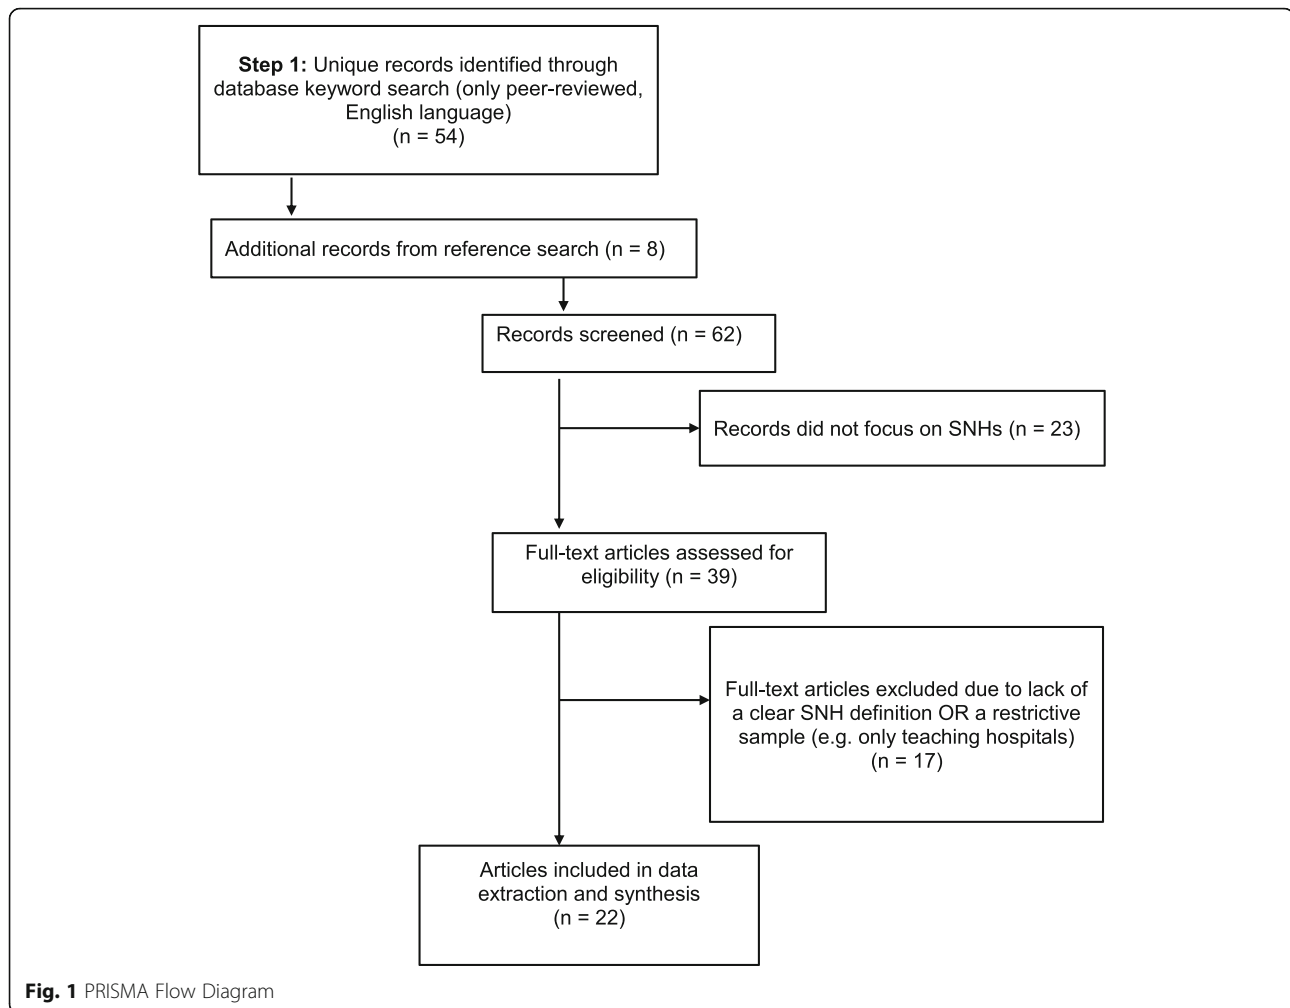 Step 1: Unique records identified through
database keyword search (only peer-reviewed,
English language)
(n = 54)
Additional records from reference search (n = 8)
Records screened (n = 62)
Records did not focus on SNHs (n = 23)
Full-text articles assessed for
eligibility (n = 39)
Full-text articles excluded due to lack of
a clear SNH definition OR a restrictive
sample (e.g. only teaching hospitals)
(n = 17)
Articles included in data
extraction and synthesis
(n = 22)
Fig. 1 PRISMA Flow Diagram